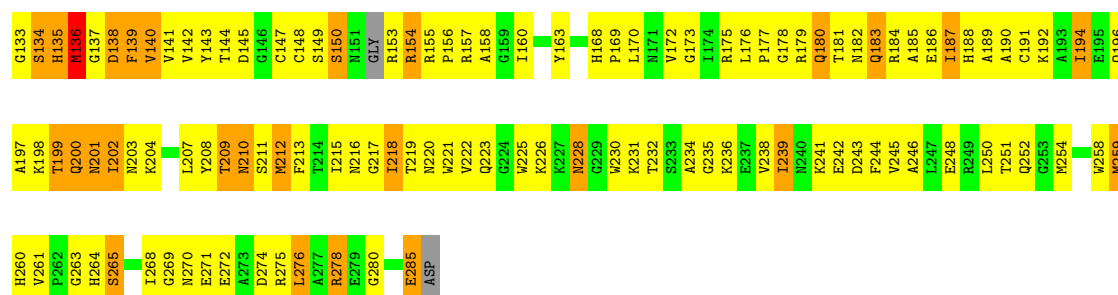 G133 S134 H135 M136 G137 D138 F139 V140 V141 V142 Y143 T144 D145 G146 C147 C148 S149 S150 N151 GLY R153 R154 R155 P156 R157 A158 G159 I160 Y163 H168 P169 L170 N171 V172 G173 I174 R175 L176 P177 G178 R179 Q180 T181 N182 Q183 R184 A185 E186 I187 H188 A189 A190 C191 K192 A193 I194 E195
A197 K198 T199 Q200 N201 I202 N203 K204 L207 Y208 T209 N210 S211 M212 F213 T214 I215 N216 G217 I218 T219 N220 W221 V222 Q223 G224 W225 K226 K227 N228 G229 W230 K231 T232 S233 A234 G235 K236 E237 V238 I239 N240 K241 E242 D243 F244 V245 A246 L247 E248 R249 L250 T251 Q252 G253 M254 W258
H260 V261 P262 G263 H264 S265 I268 G269 N270 E271 E272 A273 D274 R275 L276 A277 R278 E279 G280 E285 ASP